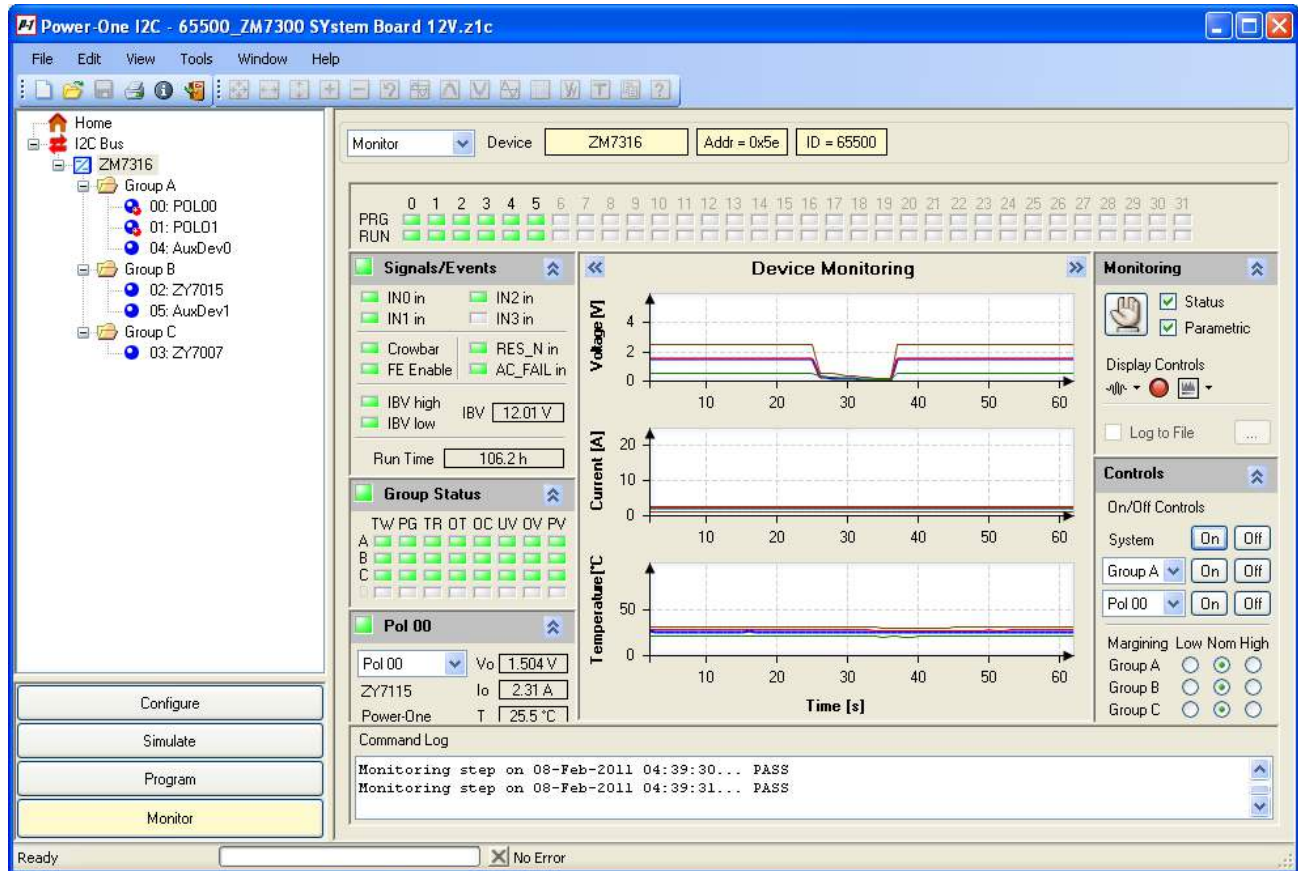 Power-One I2C - 65500_ZM7300 SYstem Board 12V.z1c
File Edit View Tools Window Help
Home
I2C Bus
ZM7316
Group A
00: POL00
01: POL01
04: AuxDev0
Group B
02: ZY7015
05: AuxDev1
Group C
03: ZY7007
Configure
Simulate
Program
Monitor
Monitor Device ZM7316 Addr = 0x5e ID = 65500
0 1 2 3 4 5 6 7 8 9 10 11 12 13 14 15 16 17 18 19 20 21 22 23 24 25 26 27 28 29 30 31
PRG
RUN
Signals/Events
IN0 in IN2 in
IN1 in IN3 in
Crowbar RES_N in
FE Enable AC_FAIL in
IBV high
IBV 12.01 V
IBV low
Run Time 106.2 h
Group Status
TW PG TR OT OC UV OV PV
A
B
C
D
Pol 00
Pol 00 Vo 1.504 V
ZY7115 Io 2.31 A
Power-One T 25.5 °C
Device Monitoring
Voltage [V]
4
2
0
10 20 30 40 50 60
Current [A]
20
10
0
10 20 30 40 50 60
Temperature [°C
50
0
10 20 30 40 50 60
Time [s]
Monitoring
Status
Parametric
Display Controls
Log to File ...
Controls
On/Off Controls
System On Off
Group A On Off
Pol 00 On Off
Margining Low Nom High
Group A
Group B
Group C
Command Log
Monitoring step on 08-Feb-2011 04:39:30... PASS
Monitoring step on 08-Feb-2011 04:39:31... PASS
Ready No Error